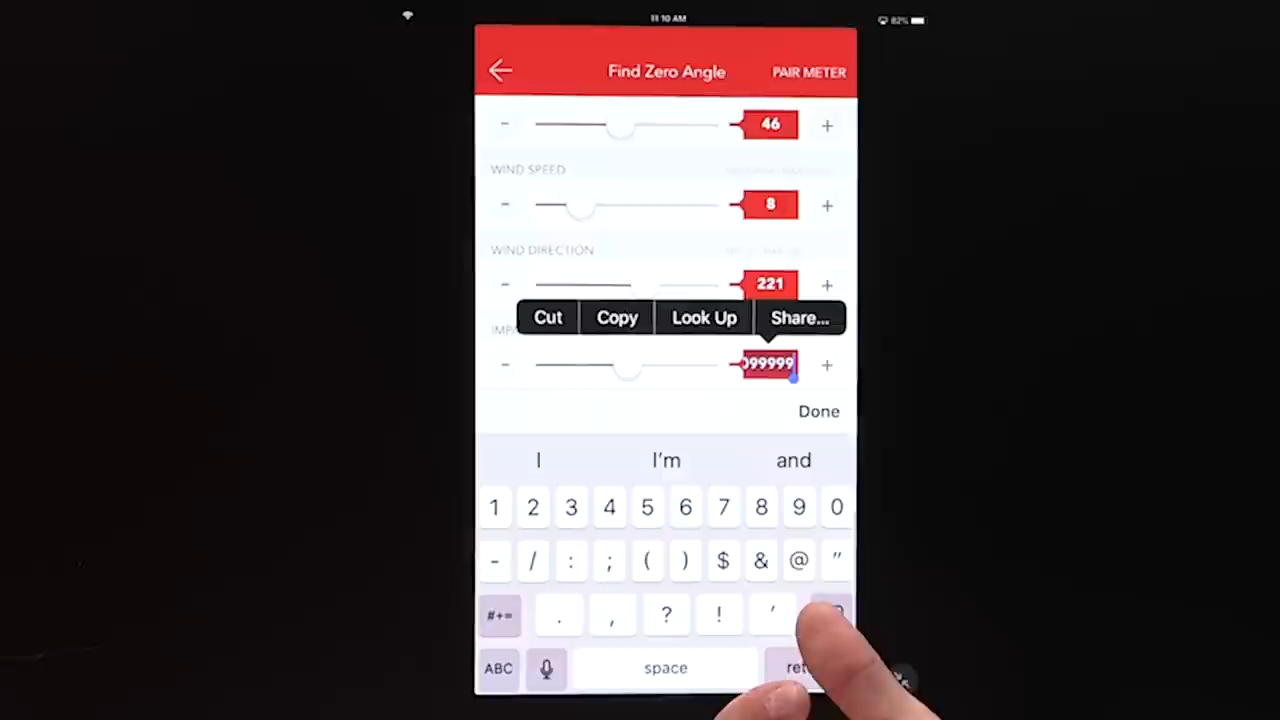 11:10 AM
82%
Find Zero Angle PAIR METER
- 46 +
WIND SPEED
- 8 +
WIND DIRECTION
- 221 +
Cut Copy Look Up Share...
- 099999 +
Done
I I'm and
1 2 3 4 5 6 7 8 9 0
- / : ; ( ) $ & @ "
#+= . , ? ! '
ABC space